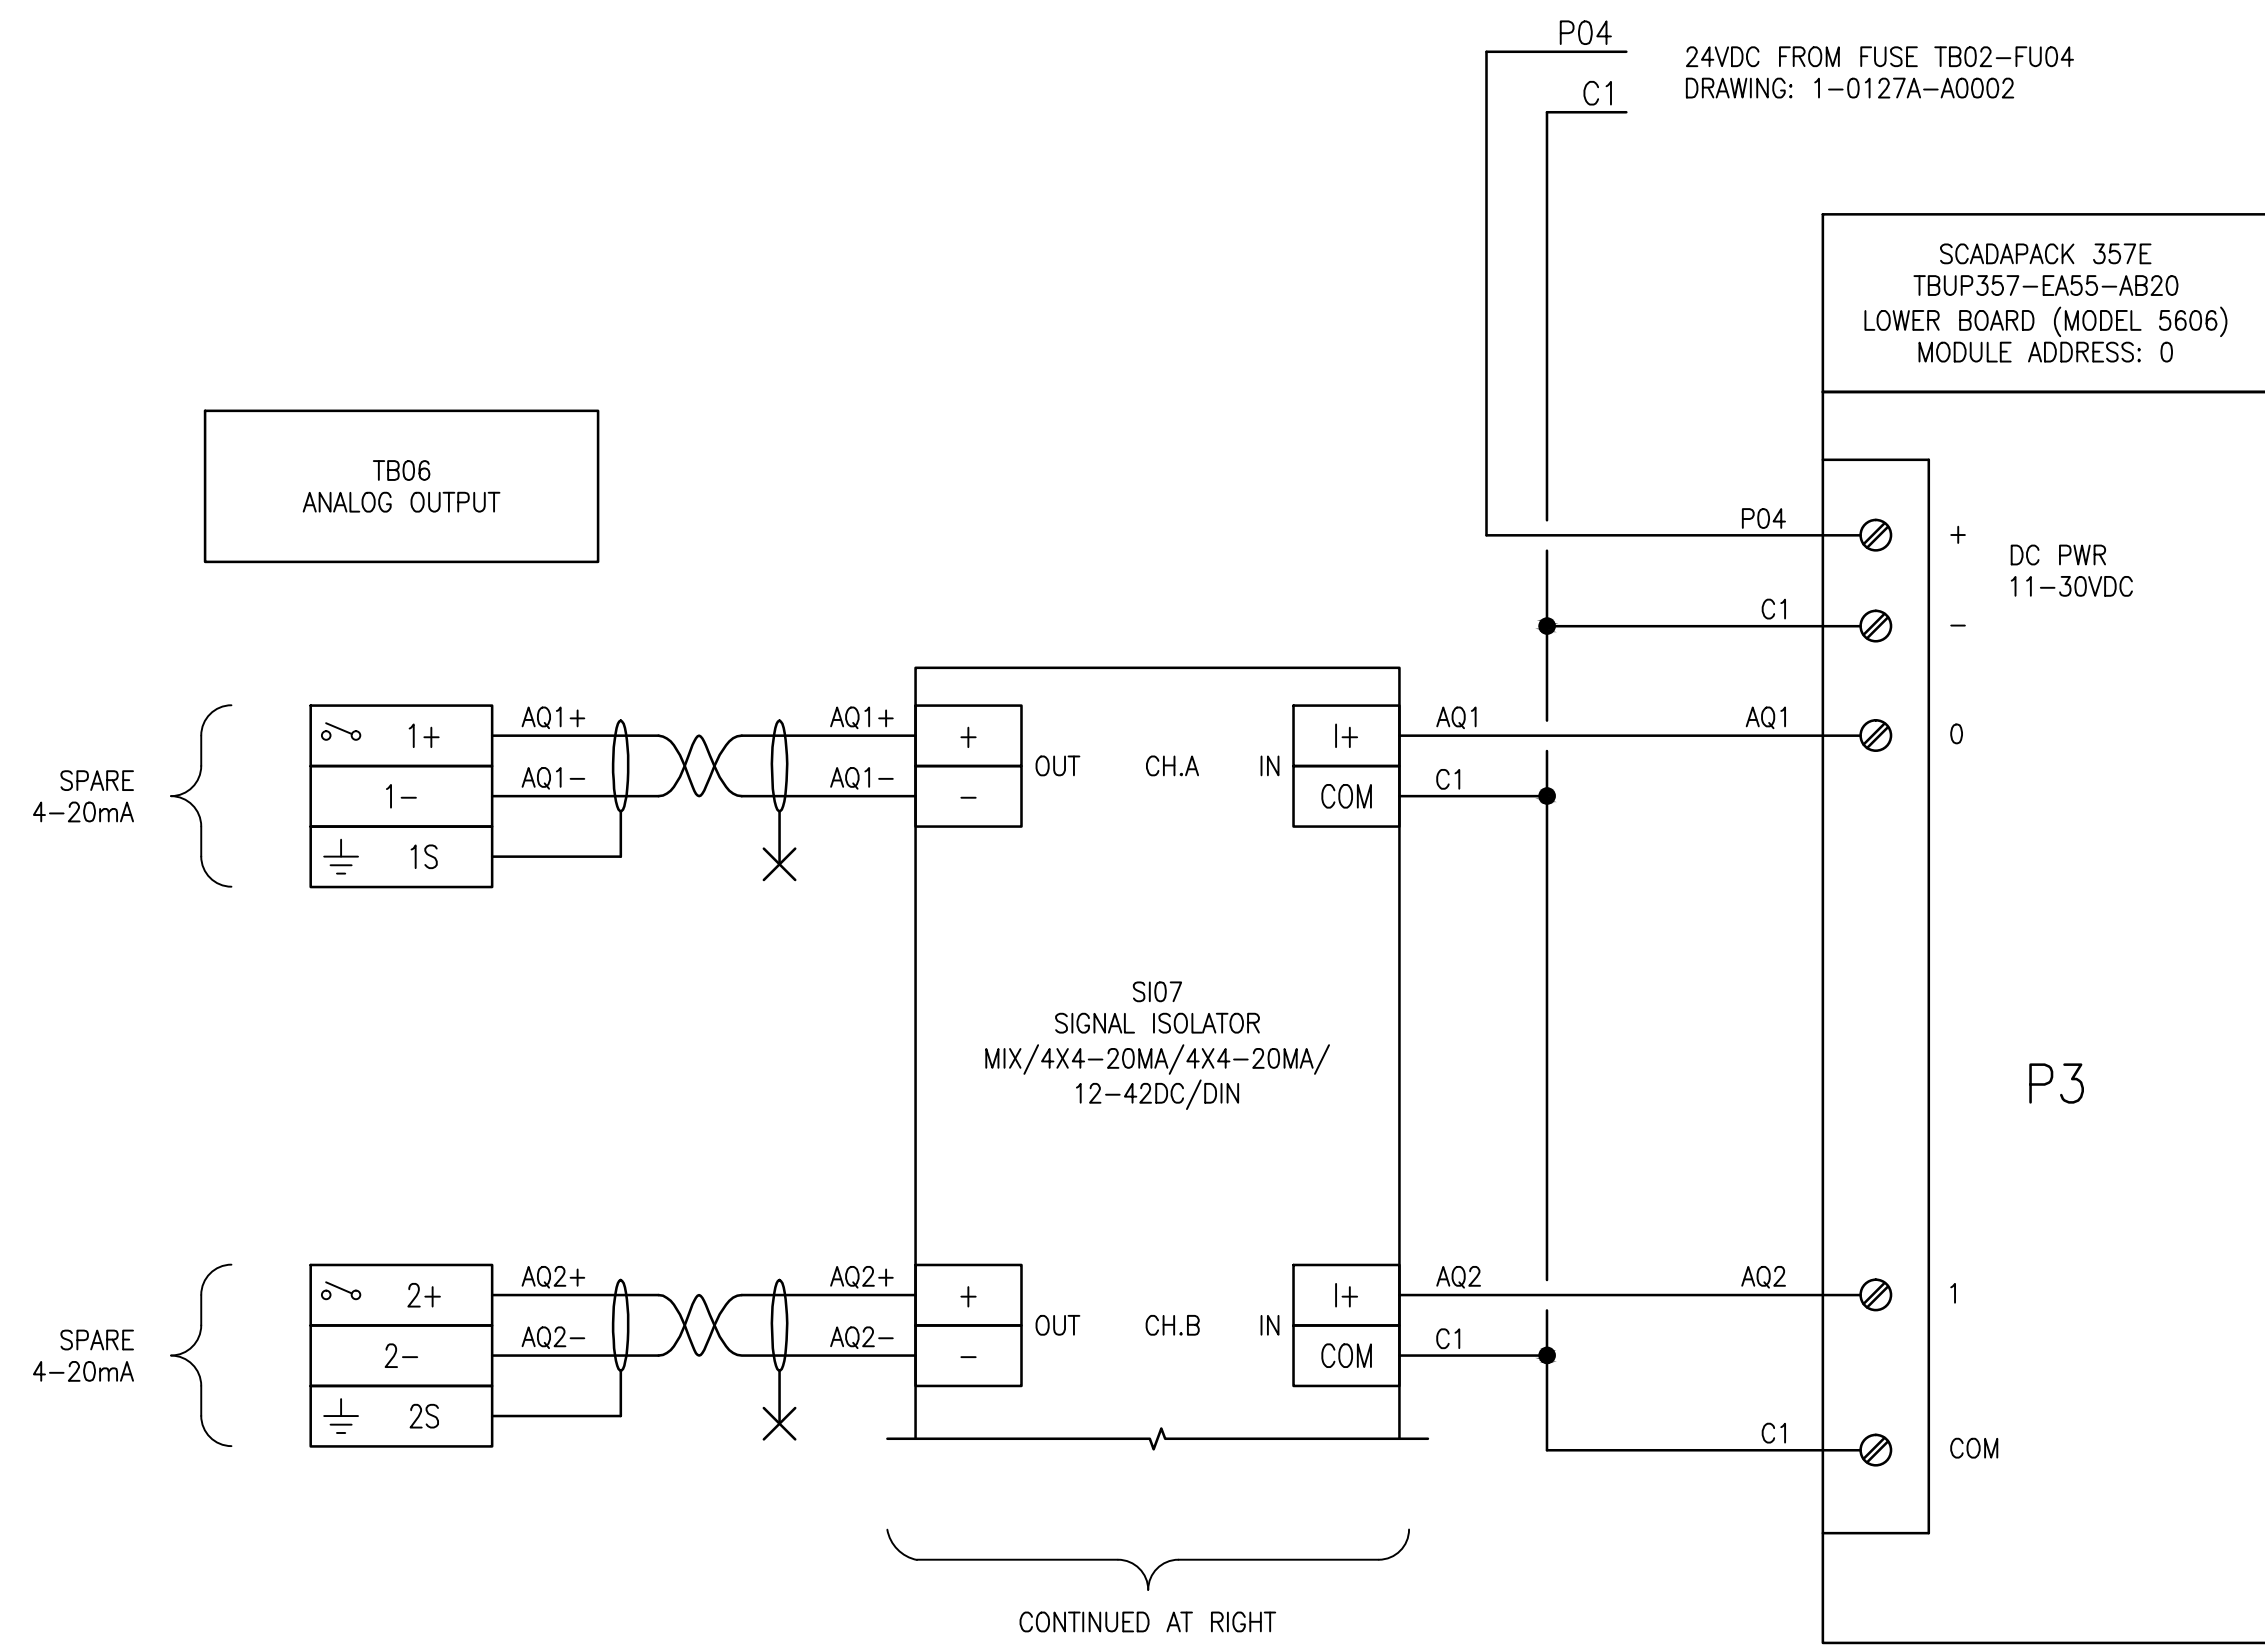 P04
C1
24VDC FROM FUSE TB02-FU04
DRAWING: 1-0127A-A0002
SCADAPACK 357E
TBUP357-EA55-AB20
LOWER BOARD (MODEL 5606)
MODULE ADDRESS: 0
TB06
ANALOG OUTPUT
P04
+
DC PWR
11-30VDC
C1
-
SPARE
4-20mA
1+
1-
1S
AQ1+
AQ1-
AQ1+
AQ1-
+
-
OUT CH.A IN
I+
COM
AQ1
C1
AQ1
0
SI07
SIGNAL ISOLATOR
MIX/4X4-20MA/4X4-20MA/
12-42DC/DIN
P3
SPARE
4-20mA
2+
2-
2S
AQ2+
AQ2-
AQ2+
AQ2-
+
-
OUT CH.B IN
I+
COM
AQ2
C1
AQ2
1
C1
COM
CONTINUED AT RIGHT